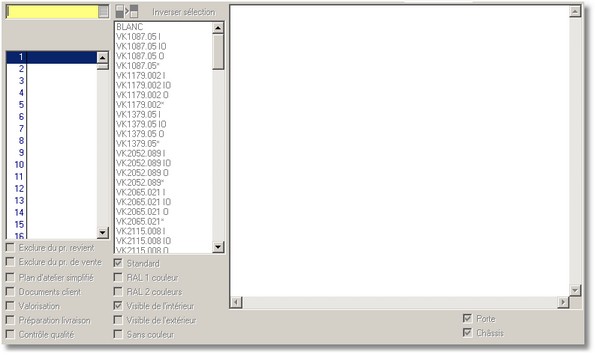 Inverser sélection
BLANC
VK1087.05 I
VK1087.05 IO
VK1087.05 O
VK1087.05*
VK1179.002 I
VK1179.002 IO
VK1179.002 O
VK1179.002*
VK1379.05 I
VK1379.05 IO
VK1379.05 O
VK1379.05*
VK2052.089 I
VK2052.089 IO
VK2052.089 O
VK2052.089*
VK2065.021 I
VK2065.021 IO
VK2065.021 O
VK2065.021*
VK2115.008 I
VK2115.008 IO
VK2115.008 O
1
2
3
4
5
6
7
8
9
10
11
12
13
14
15
16
Exclure du pr. revient
Exclure du pr. de vente
Plan d'atelier simplifié
Documents client
Valorisation
Préparation livraison
Contrôle qualité
Standard
RAL 1 couleur
RAL 2 couleurs
Visible de l'intérieur
Visible de l'extérieur
Sans couleur
Porte
Châssis